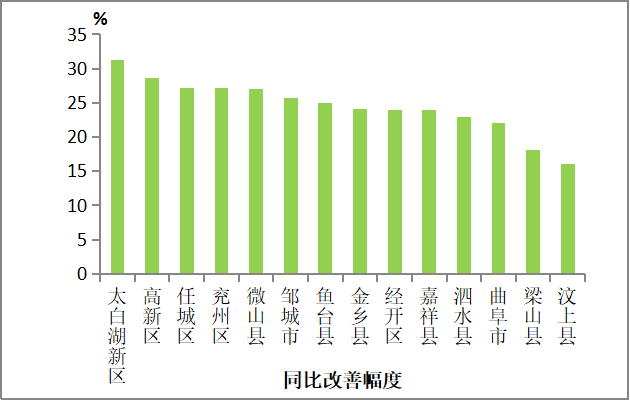 %
35
30
25
20
15
10
5
0
太白湖新区
高新区
任城区
兖州区
微山县
邹城市
鱼台县
金乡县
经开区
嘉祥县
泗水县
曲阜市
梁山县
汶上县
同比改善幅度